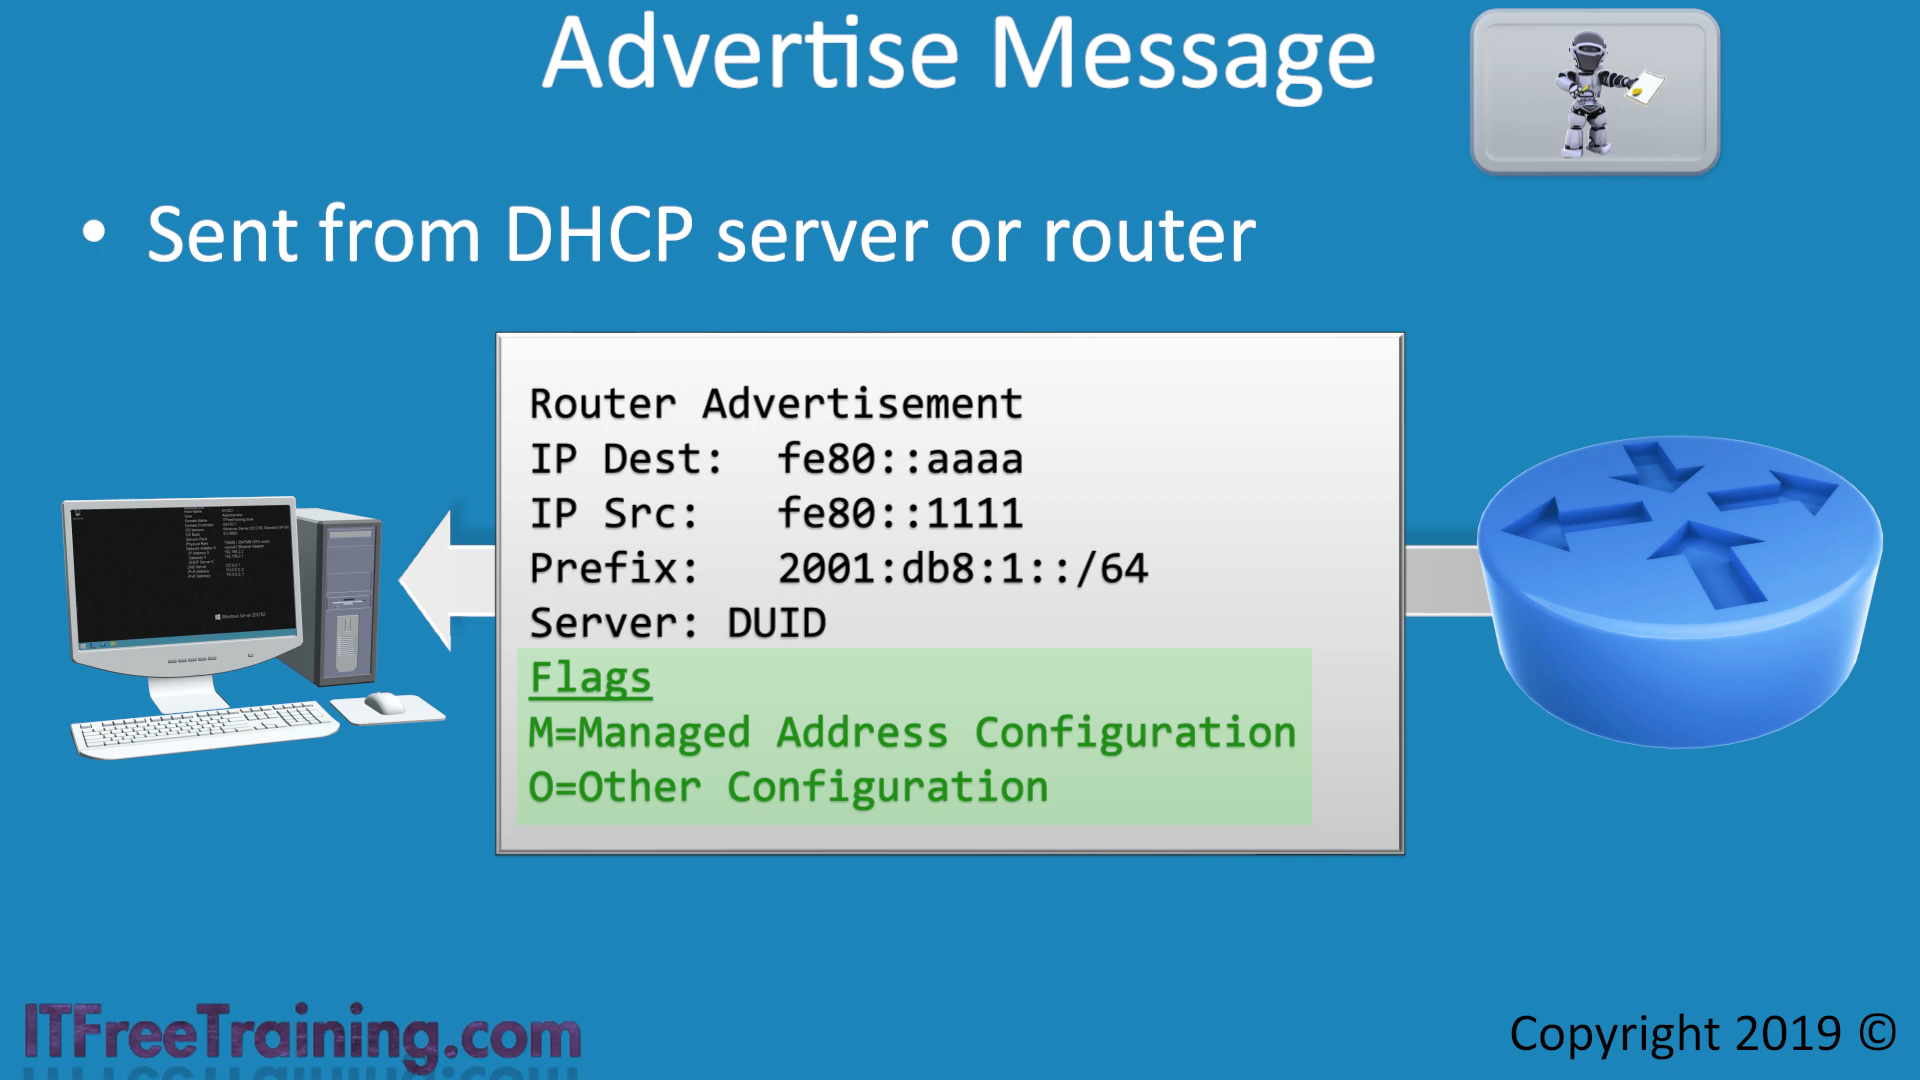 Advertise Message
• Sent from DHCP server or router
Router Advertisement
IP Dest: fe80::aaaa
IP Src: fe80::1111
Prefix: 2001:db8:1::/64
Server: DUID
Flags
M=Managed Address Configuration
O=Other Configuration
ITFreeTraining.com
Copyright 2019 ©